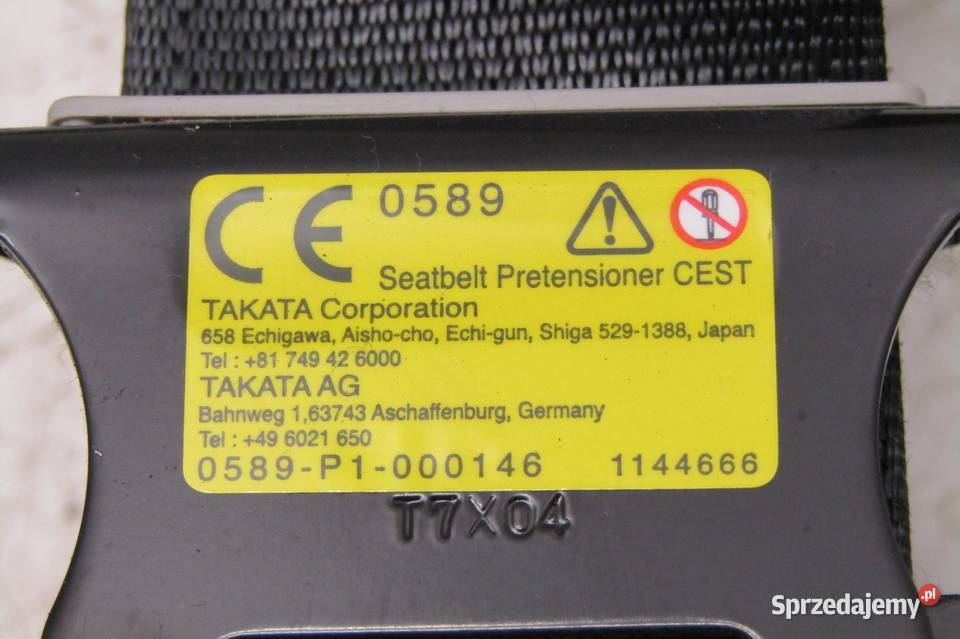 CE 0589
Seatbelt Pretensioner CEST
TAKATA Corporation
658 Echigawa, Aisho-cho, Echi-gun, Shiga 529-1388, Japan
Tel : +81 749 42 6000
TAKATA AG
Bahnweg 1,63743 Aschaffenburg, Germany
Tel : +49 6021 650
0589-P1-000146 1144666
T7X04
Sprzedajemy.pl